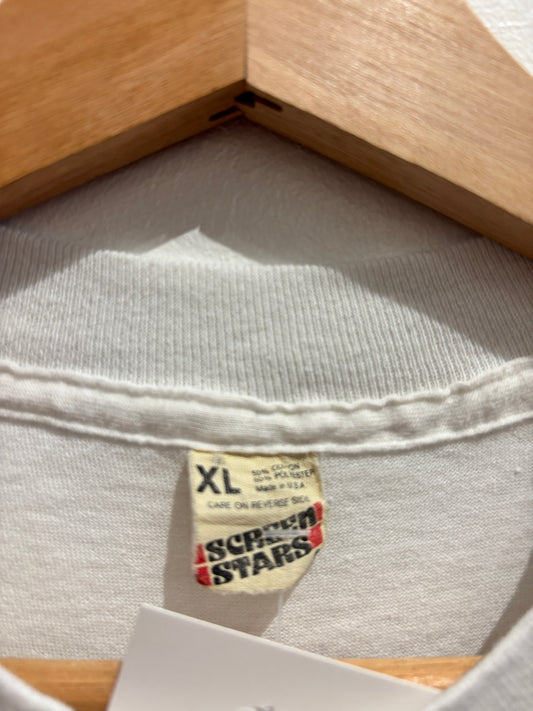 XL
50% COTTON
50% POLYESTER
Made in U.S.A
CARE ON REVERSE SIDE
SCREEN
STARS